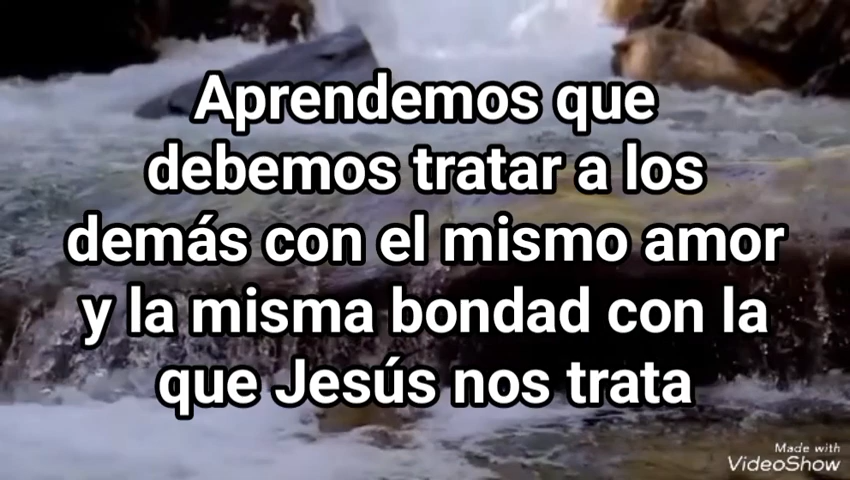 Aprendemos que
debemos tratar a los
demás con el mismo amor
y la misma bondad con la
que Jesús nos trata
Made with
VideoShow